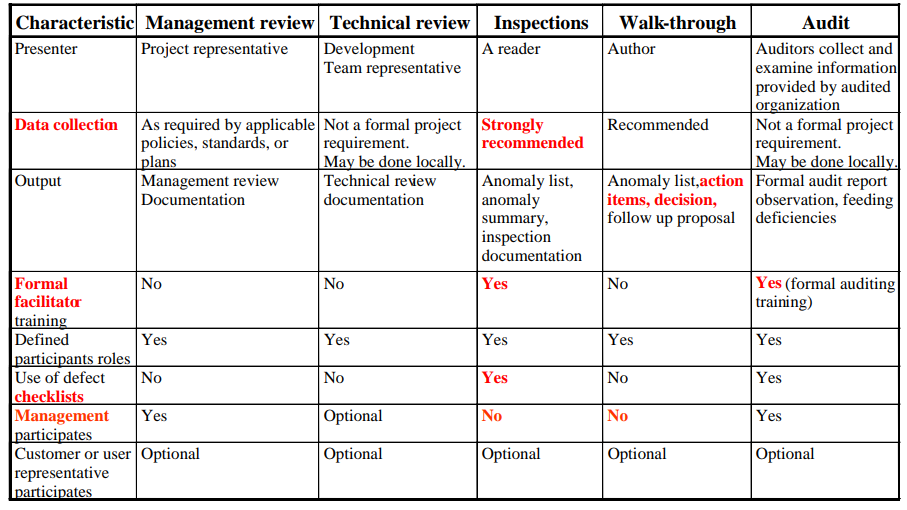 Characteristic Management review Technical review Inspections Walk-through Audit
Presenter Project representative Development A reader Author Auditors collect and
Team representative examine information
provided by audited
organization
Data collection As required by applicable Not a formal project Strongly Recommended Not a formal project
policies, standards, or requirement. recommended requirement.
plans May be done locally. May be done locally.
Output Management review Technical review Anomaly list, Anomaly list,action Formal audit report
Documentation documentation anomaly items, decision, observation, feeding
summary, follow up proposal deficiencies
inspection
documentation
Formal No No Yes No Yes (formal auditing
facilitator training)
training
Defined Yes Yes Yes Yes Yes
participants roles
Use of defect No No Yes No Yes
checklists
Management Yes Optional No No Yes
participates
Customer or user Optional Optional Optional Optional Optional
representative
participates